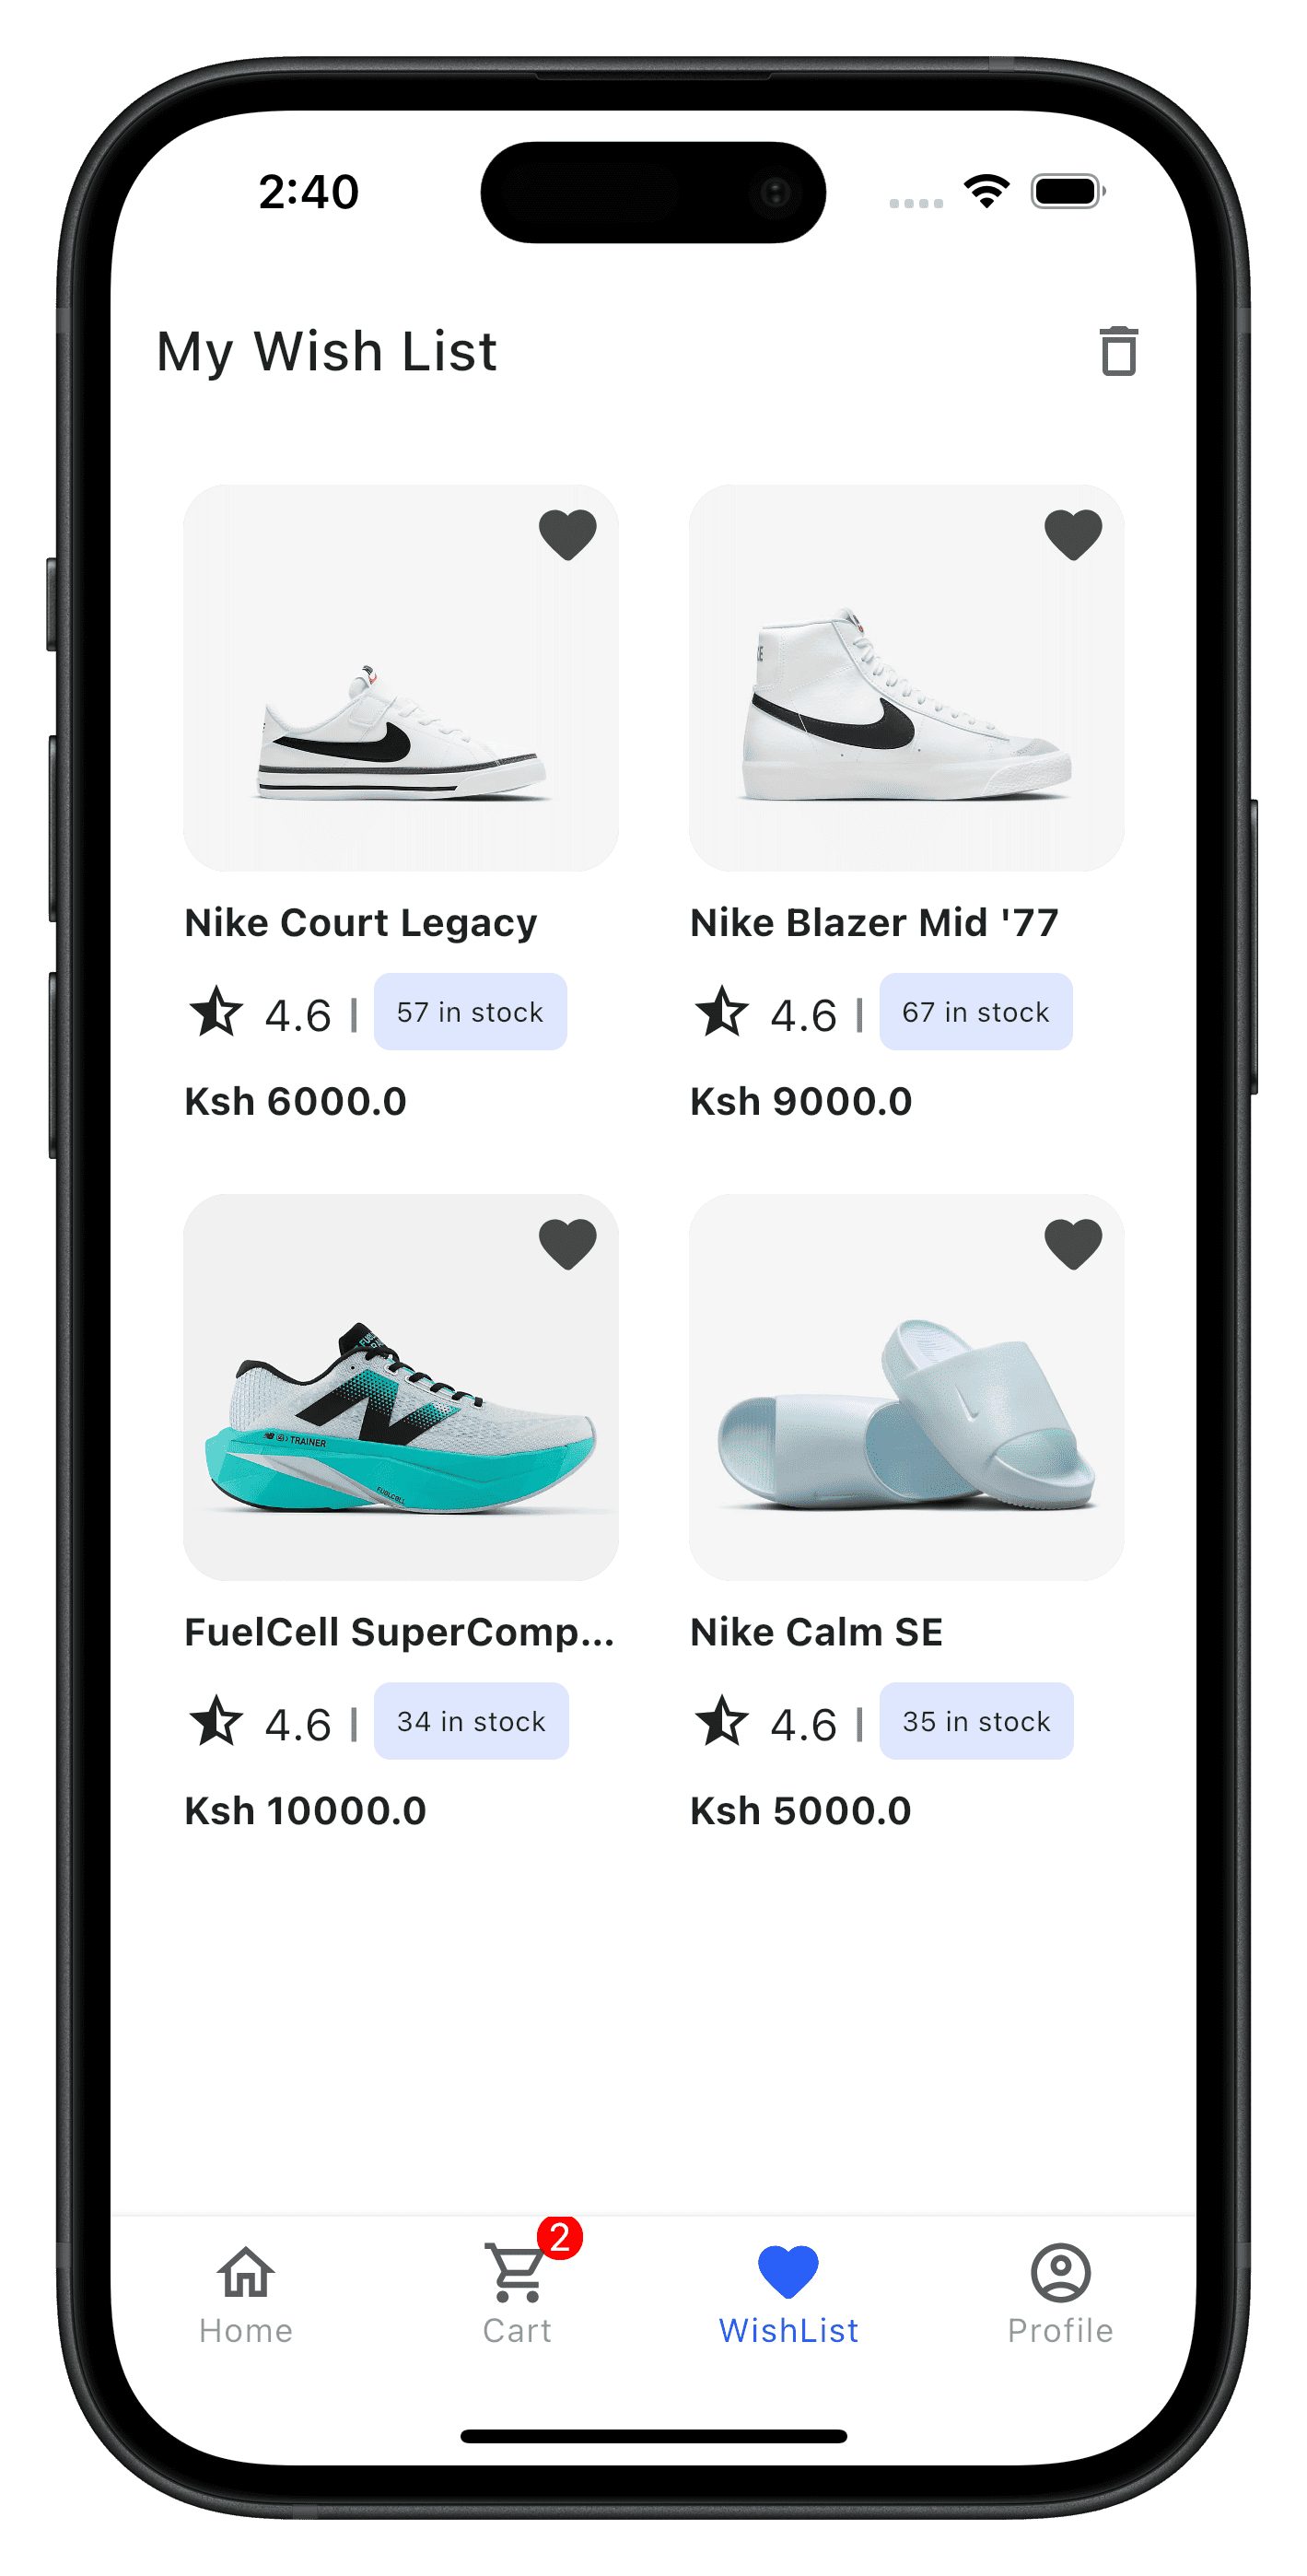 2:40
My Wish List
Nike Court Legacy
4.6 | 57 in stock
Ksh 6000.0
Nike Blazer Mid '77
4.6 | 67 in stock
Ksh 9000.0
TRAINER
FUELCELL
FuelCell SuperComp...
4.6 | 34 in stock
Ksh 10000.0
Nike Calm SE
4.6 | 35 in stock
Ksh 5000.0
Home
2
Cart
WishList
Profile